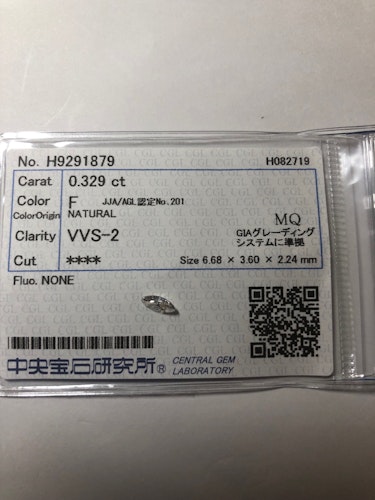 No. H9291879 H082719
Carat 0.329 ct
Color F JJA/AGL認定No.201
ColorOrigin NATURAL
MQ
Clarity VVS-2 GIAグレーディング
システムに準拠
Cut **** Size 6.68 × 3.60 × 2.24 mm
Fluo. NONE
中央宝石研究所® CENTRAL GEM
LABORATORY